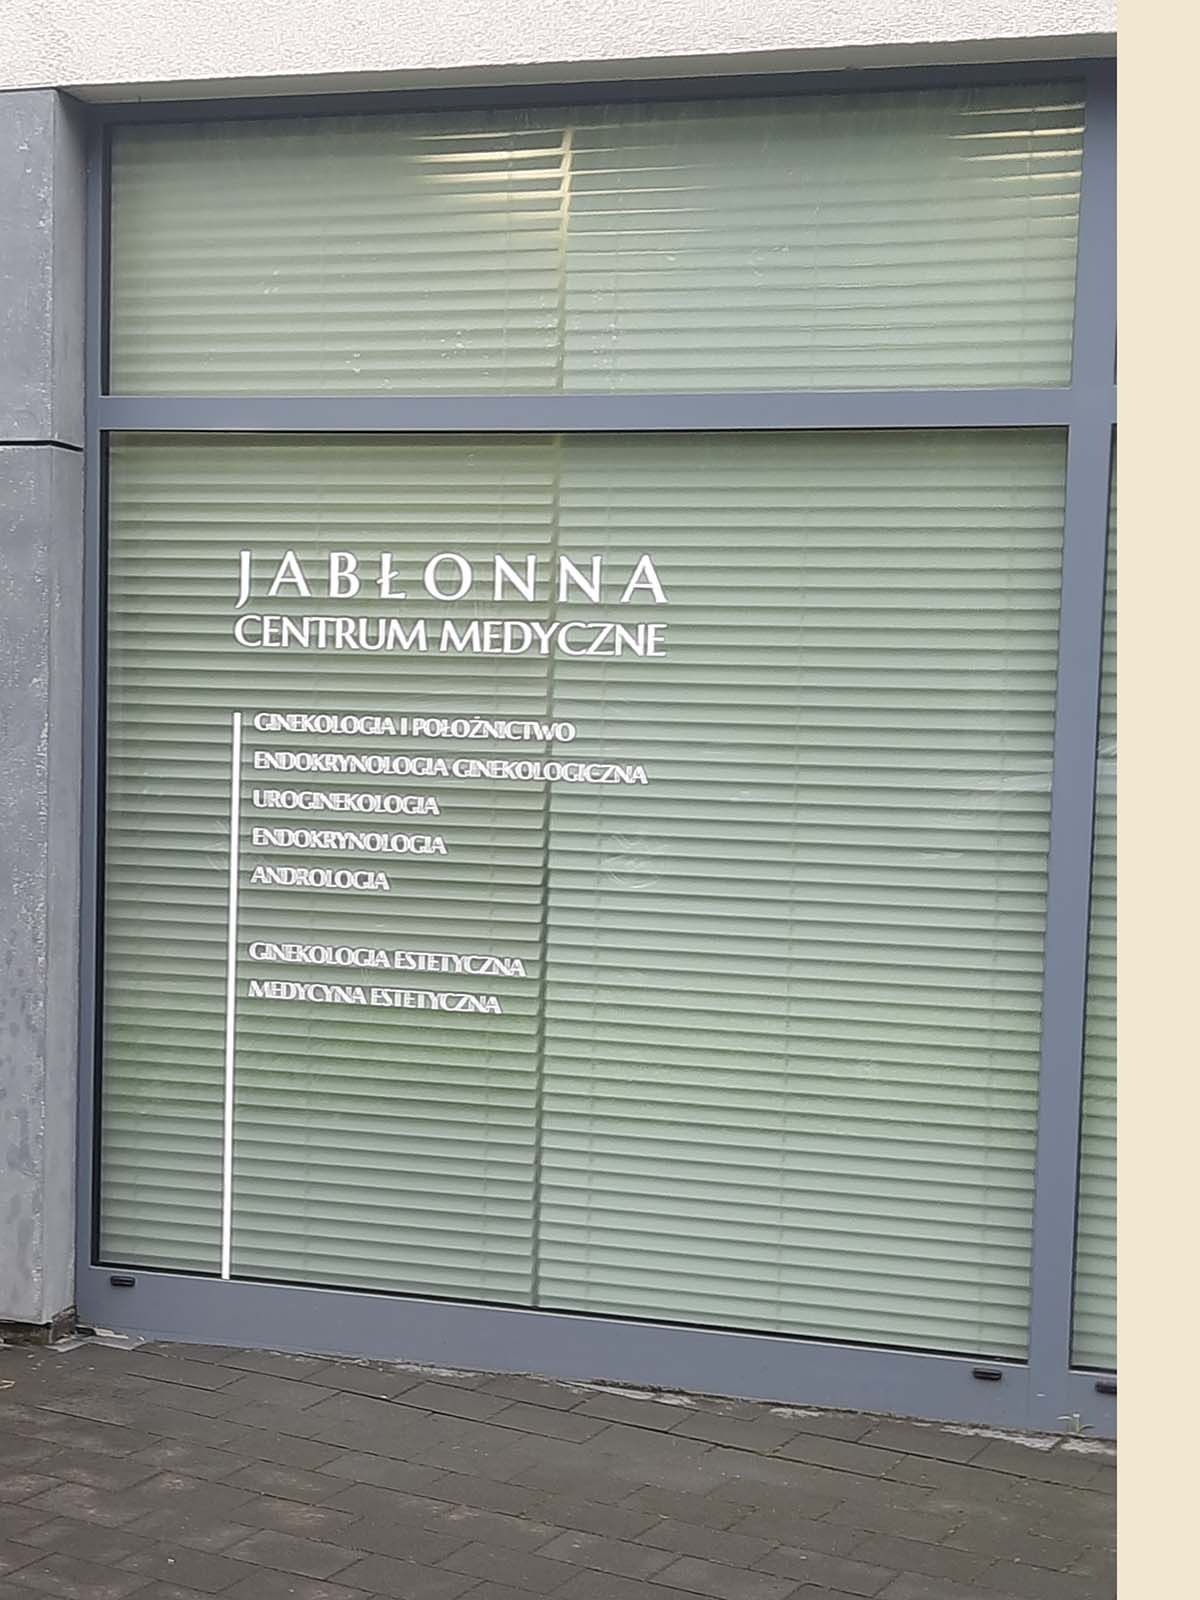 JABŁONNA
CENTRUM MEDYCZNE
GINEKOLOGIA I POŁOŻNICTWO
ENDOKRYNOLOGIA GINEKOLOGICZNA
UROGINEKOLOGIA
ENDOKRYNOLOGIA
ANDROLOGIA
GINEKOLOGIA ESTETYCZNA
MEDYCYNA ESTETYCZNA